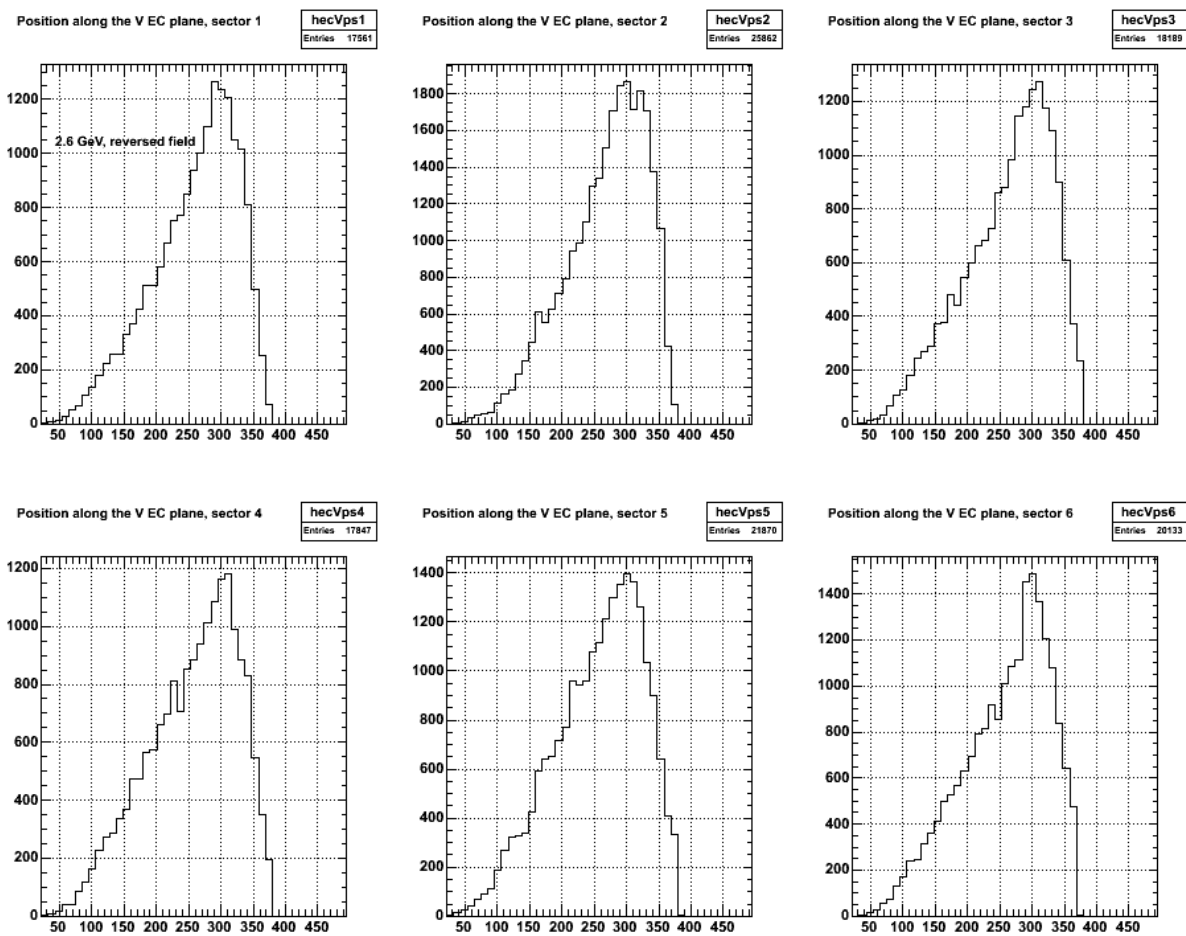 Position along the V EC plane, sector 1
hecVps1
Entries 17561
1200
1000
800
600
400
200
0
2.6 GeV, reversed field
50 100 150 200 250 300 350 400 450
Position along the V EC plane, sector 2
hecVps2
Entries 25862
1800
1600
1400
1200
1000
800
600
400
200
0
50 100 150 200 250 300 350 400 450
Position along the V EC plane, sector 3
hecVps3
Entries 18189
1200
1000
800
600
400
200
0
50 100 150 200 250 300 350 400 450
Position along the V EC plane, sector 4
hecVps4
Entries 17847
1200
1000
800
600
400
200
0
50 100 150 200 250 300 350 400 450
Position along the V EC plane, sector 5
hecVps5
Entries 21870
1400
1200
1000
800
600
400
200
0
50 100 150 200 250 300 350 400 450
Position along the V EC plane, sector 6
hecVps6
Entries 20133
1400
1200
1000
800
600
400
200
0
50 100 150 200 250 300 350 400 450